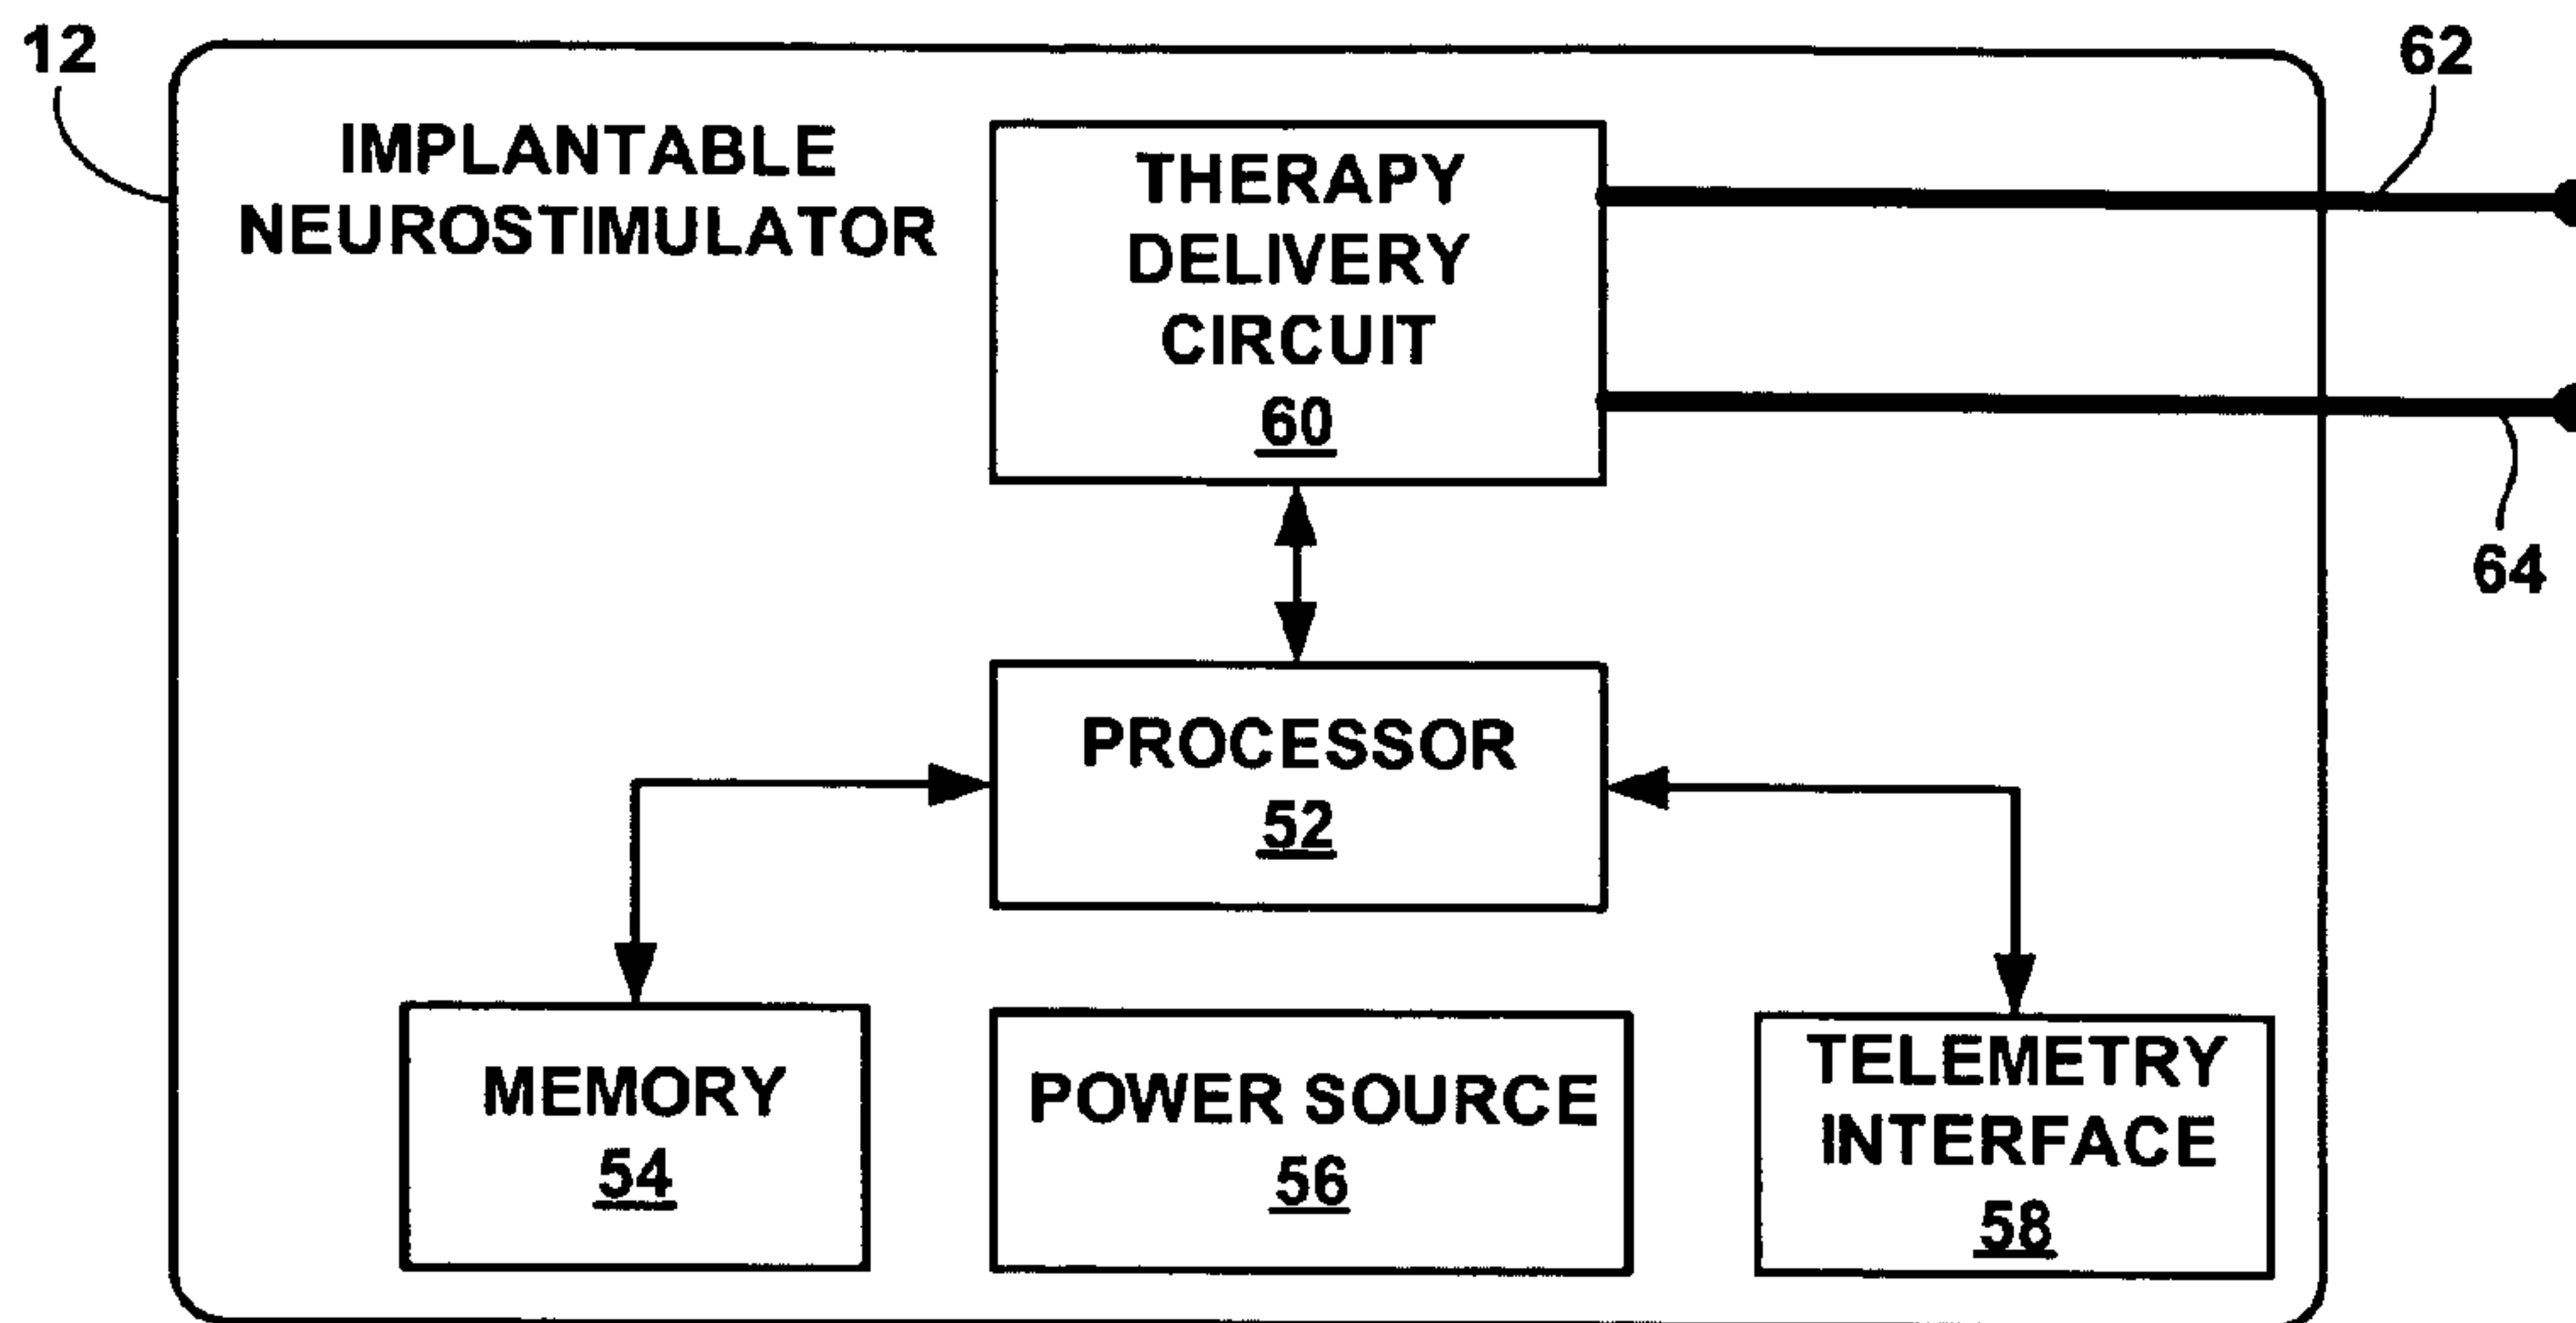 12
62
IMPLANTABLE
NEUROSTIMULATOR
THERAPY
DELIVERY
CIRCUIT
60
64
PROCESSOR
52
MEMORY
54
POWER SOURCE
56
TELEMETRY
INTERFACE
58